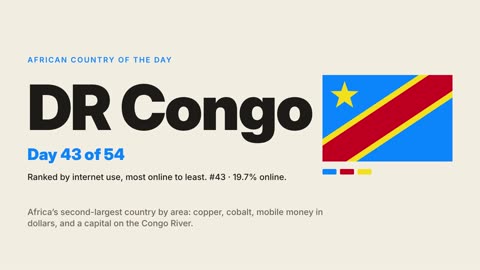 AFRICAN COUNTRY OF THE DAY
DR Congo
Day 43 of 54
Ranked by internet use, most online to least. #43 · 19.7% online.
Africa's second-largest country by area: copper, cobalt, mobile money in
dollars, and a capital on the Congo River.